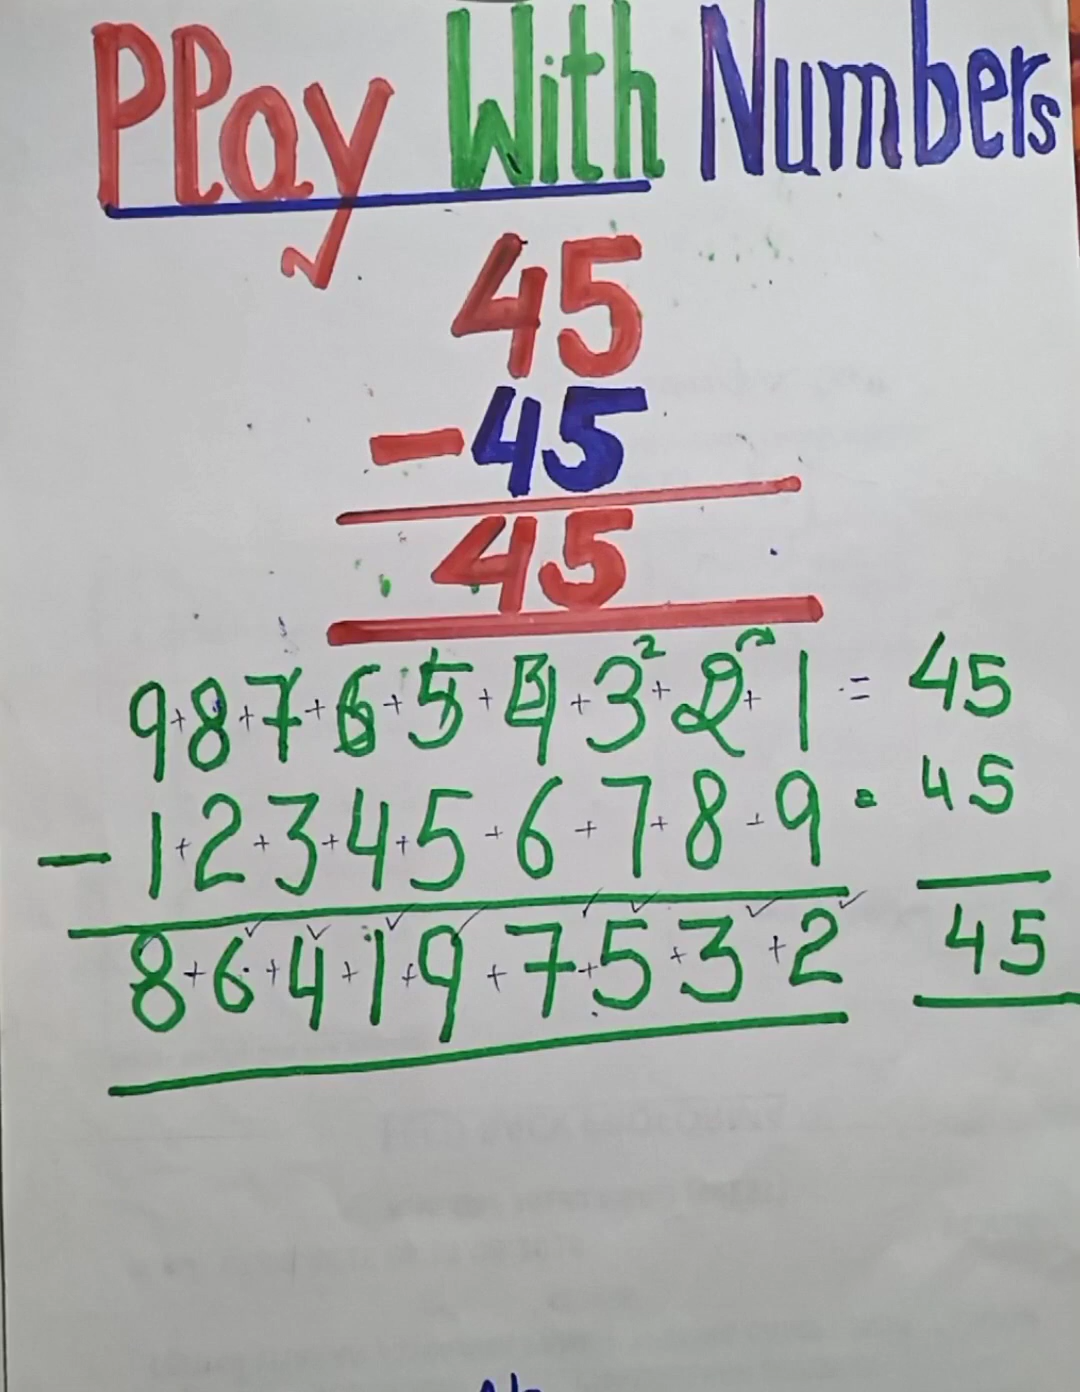 PPlay With Numbers
45
-45
45
9+8+7+6+5+4+3+2+1 = 45
-1+2+3+4+5+6+7+8+9 = 45
8+6+4+1+9+7+5+3+2 45